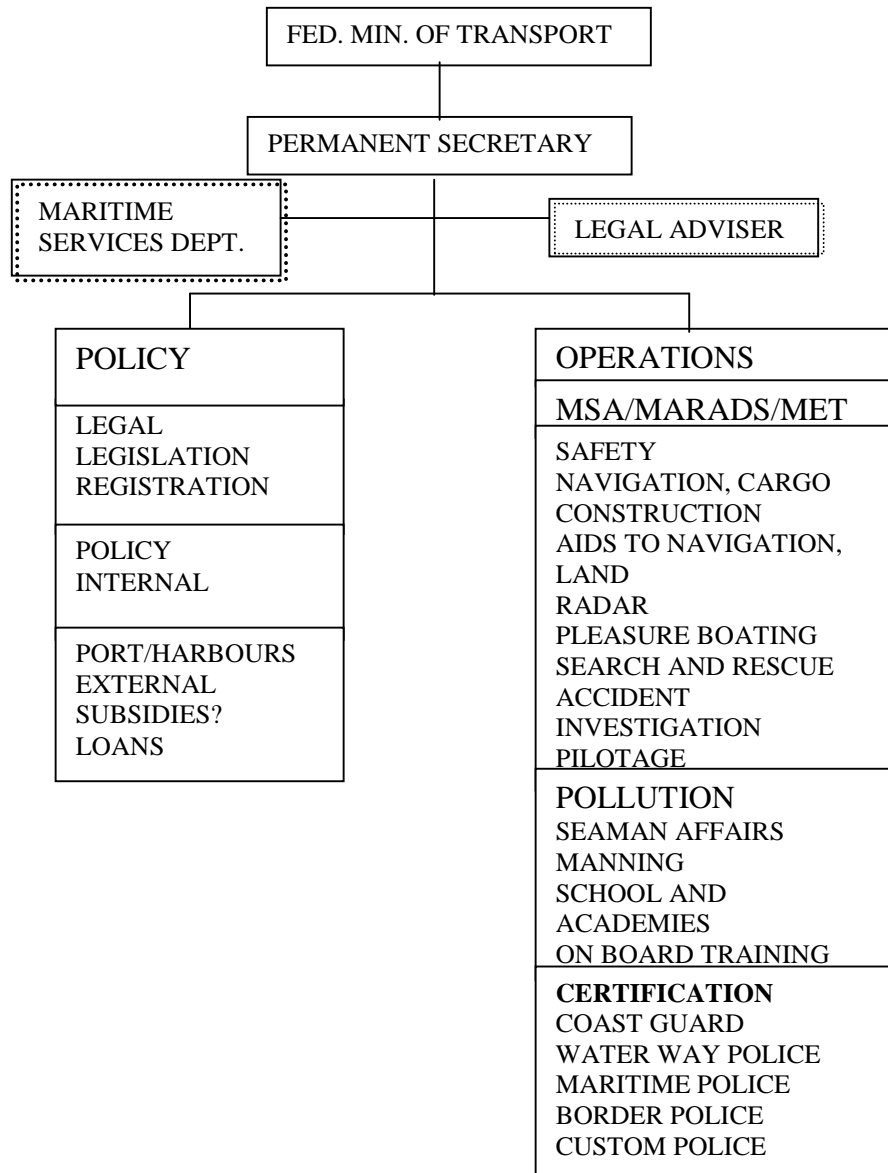 FED. MIN. OF TRANSPORT
PERMANENT SECRETARY
MARITIME
SERVICES DEPT.
LEGAL ADVISER
POLICY
LEGAL
LEGISLATION
REGISTRATION
POLICY
INTERNAL
PORT/HARBOURS
EXTERNAL
SUBSIDIES?
LOANS
OPERATIONS
MSA/MARADS/MET
SAFETY
NAVIGATION, CARGO
CONSTRUCTION
AIDS TO NAVIGATION,
LAND
RADAR
PLEASURE BOATING
SEARCH AND RESCUE
ACCIDENT
INVESTIGATION
PILOTAGE
POLLUTION
SEAMAN AFFAIRS
MANNING
SCHOOL AND
ACADEMIES
ON BOARD TRAINING
CERTIFICATION
COAST GUARD
WATER WAY POLICE
MARITIME POLICE
BORDER POLICE
CUSTOM POLICE